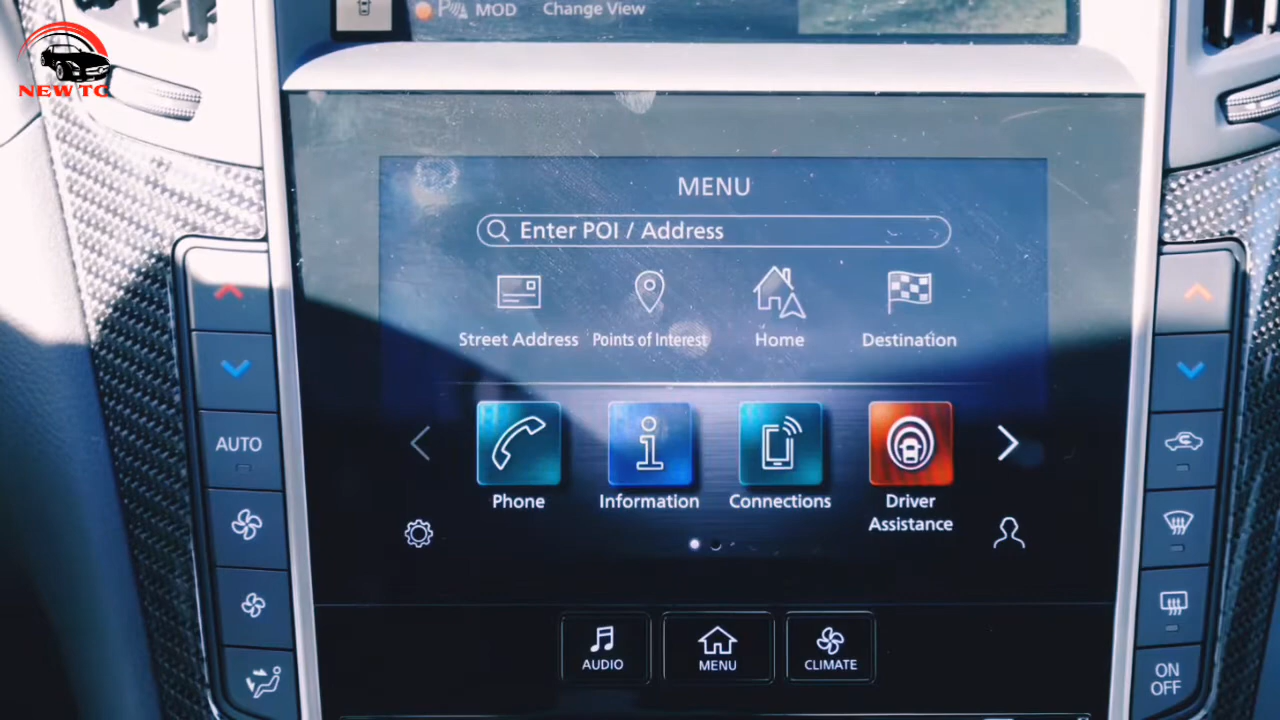 MOD Change View
NEW TC
MENU
Enter POI / Address
Street Address Points of Interest Home Destination
Phone Information Connections Driver
Assistance
AUTO
AUDIO MENU CLIMATE
ON
OFF